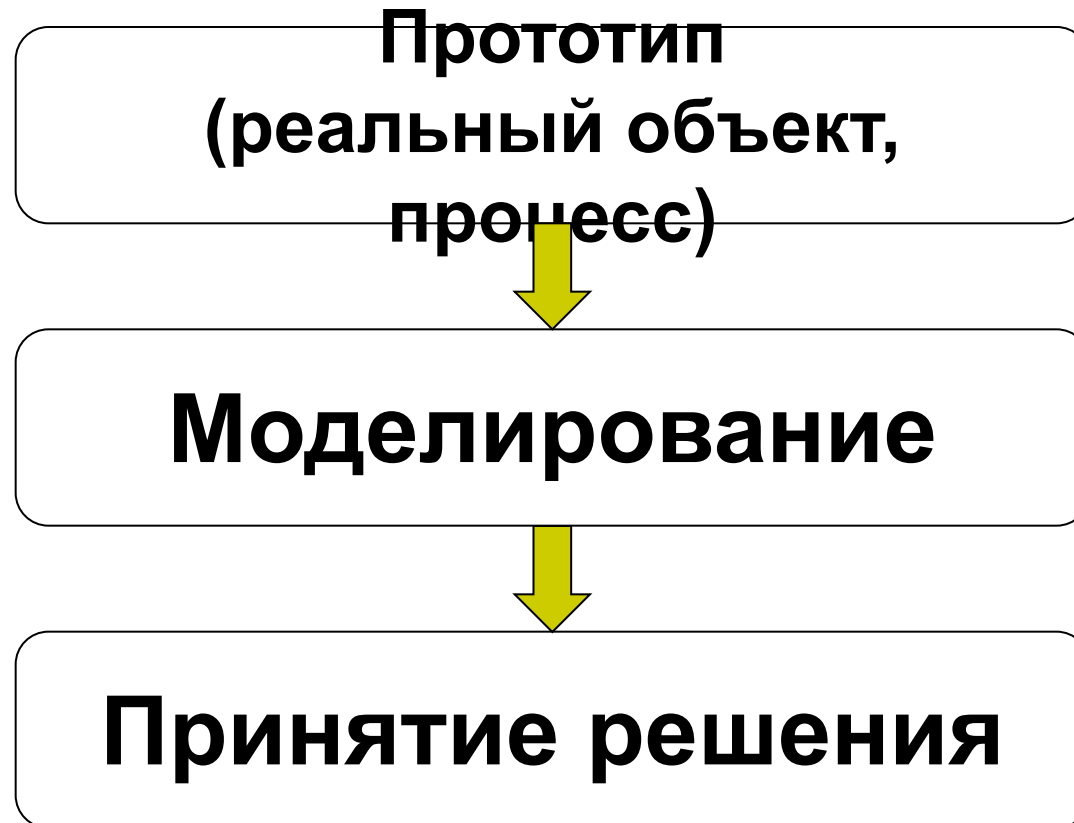 Прототип
(реальный объект,
процесс)
Моделирование
Принятие решения